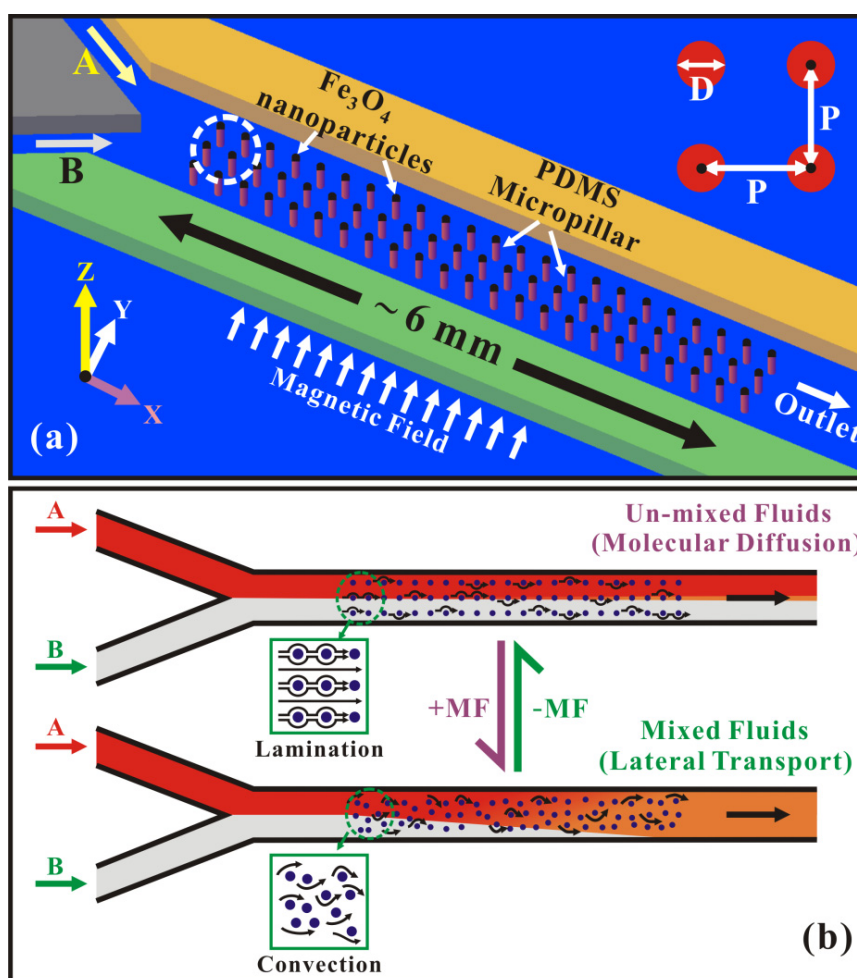 A
B
Fe3O4
nanoparticles
PDMS
Micropillar
D
P
P
~ 6 mm
Z
Y
X
Magnetic Field
Outlet
(a)
A
Un-mixed Fluids
(Molecular Diffusion)
B
Lamination
+MF
-MF
A
Mixed Fluids
(Lateral Transport)
B
Convection
(b)